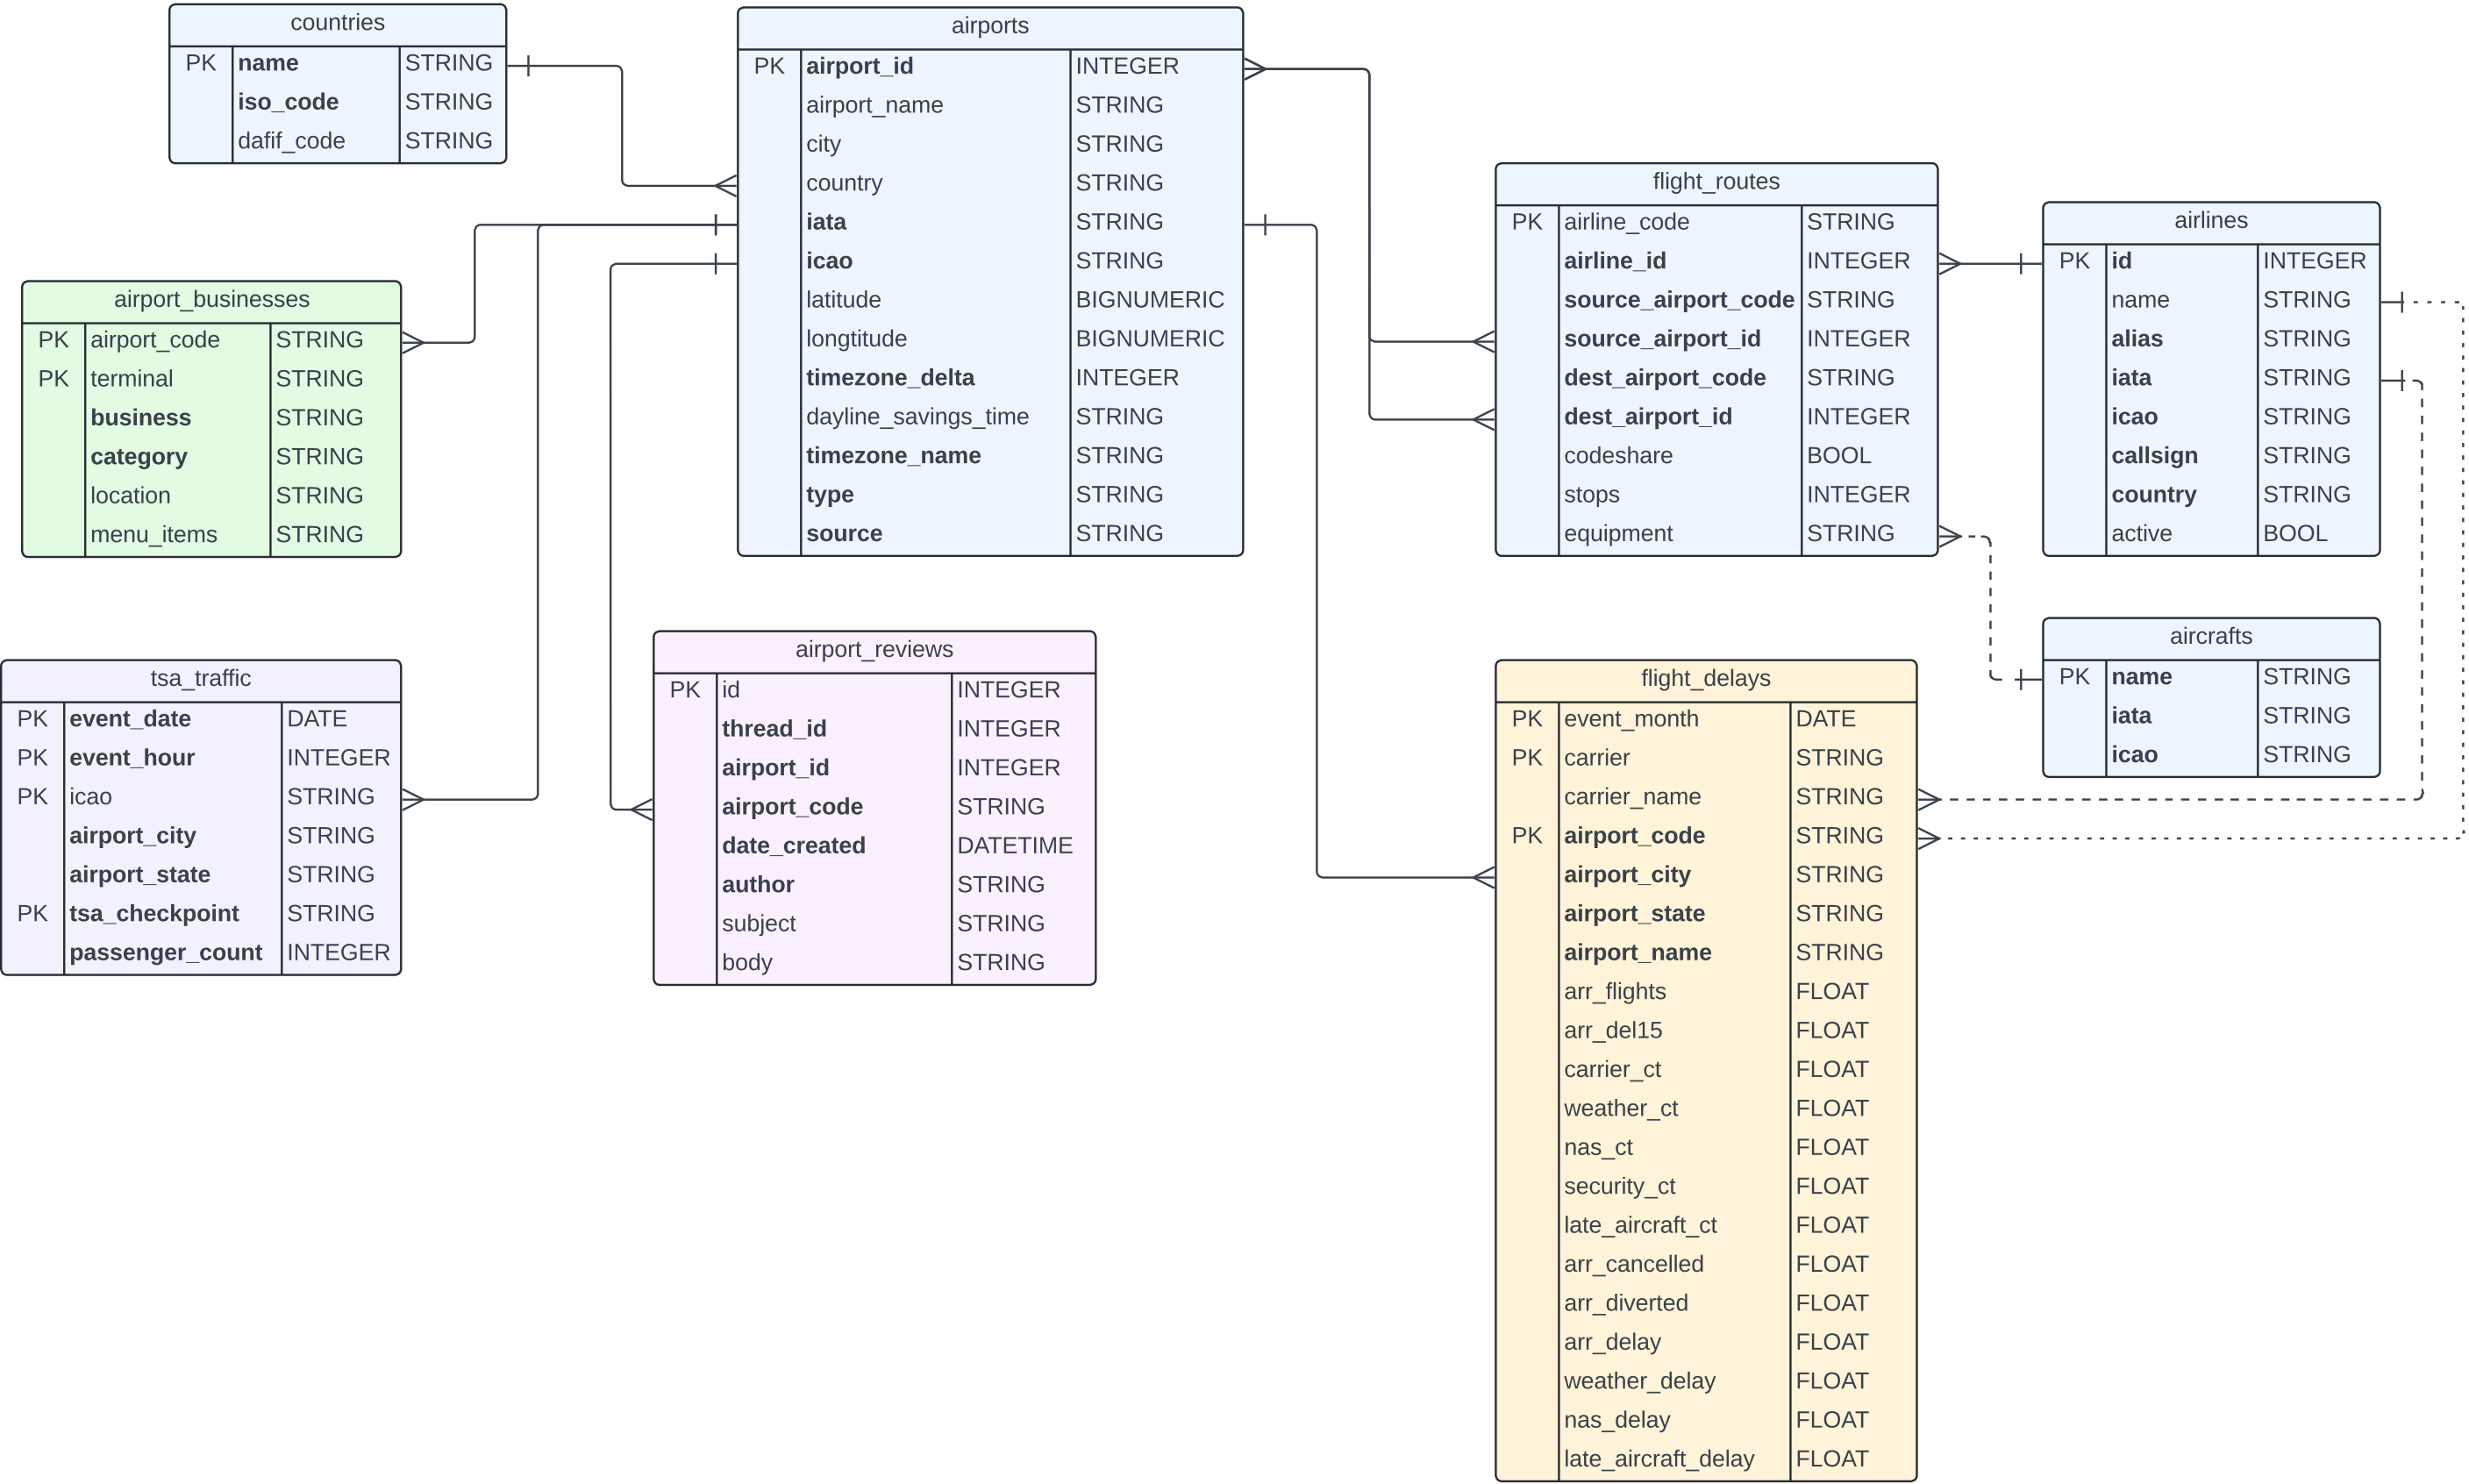 countries
PK name STRING
iso_code STRING
dafif_code STRING
airports
PK airport_id INTEGER
airport_name STRING
city STRING
country STRING
iata STRING
icao STRING
latitude BIGNUMERIC
longtitude BIGNUMERIC
timezone_delta INTEGER
dayline_savings_time STRING
timezone_name STRING
type STRING
source STRING
flight_routes
PK airline_code STRING
airline_id INTEGER
source_airport_code STRING
source_airport_id INTEGER
dest_airport_code STRING
dest_airport_id INTEGER
codeshare BOOL
stops INTEGER
equipment STRING
airlines
PK id INTEGER
name STRING
alias STRING
iata STRING
icao STRING
callsign STRING
country STRING
active BOOL
airport_businesses
PK airport_code STRING
PK terminal STRING
business STRING
category STRING
location STRING
menu_items STRING
tsa_traffic
PK event_date DATE
PK event_hour INTEGER
PK icao STRING
airport_city STRING
airport_state STRING
PK tsa_checkpoint STRING
passenger_count INTEGER
airport_reviews
PK id INTEGER
thread_id INTEGER
airport_id INTEGER
airport_code STRING
date_created DATETIME
author STRING
subject STRING
body STRING
flight_delays
PK event_month DATE
PK carrier STRING
carrier_name STRING
PK airport_code STRING
airport_city STRING
airport_state STRING
airport_name STRING
arr_flights FLOAT
arr_del15 FLOAT
carrier_ct FLOAT
weather_ct FLOAT
nas_ct FLOAT
security_ct FLOAT
late_aircraft_ct FLOAT
arr_cancelled FLOAT
arr_diverted FLOAT
arr_delay FLOAT
weather_delay FLOAT
nas_delay FLOAT
late_aircraft_delay FLOAT
aircrafts
PK name STRING
iata STRING
icao STRING